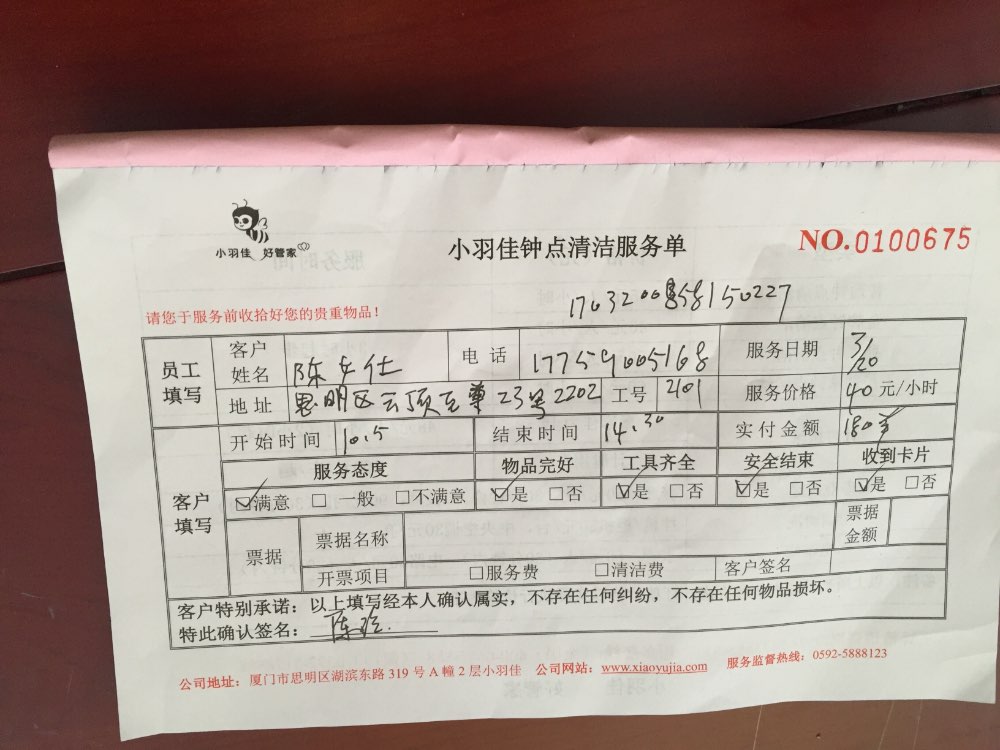 小羽佳 好管家
小羽佳钟点清洁服务单
NO.0100675
请您于服务前收拾好您的贵重物品！
员工填写 客户姓名 陈女仕 电话 17759005168 服务日期 3/20
地址 思明区云顶至尊23号2202 工号 2101 服务价格 40元/小时
客户填写 开始时间 10.5 结束时间 14.30 实付金额 180元
服务态度 物品完好 工具齐全 安全结束 收到卡片
☑满意 □一般 □不满意 ☑是 □否 ☑是 □否 ☑是 □否 ☑是 □否
票据 票据名称 票据金额
开票项目 □服务费 □清洁费 客户签名
客户特别承诺：以上填写经本人确认属实，不存在任何纠纷，不存在任何物品损坏。
特此确认签名：陈
公司地址：厦门市思明区湖滨东路 319 号 A 幢 2 层小羽佳 公司网站：www.xiaoyujia.com 服务监督热线：0592-5888123